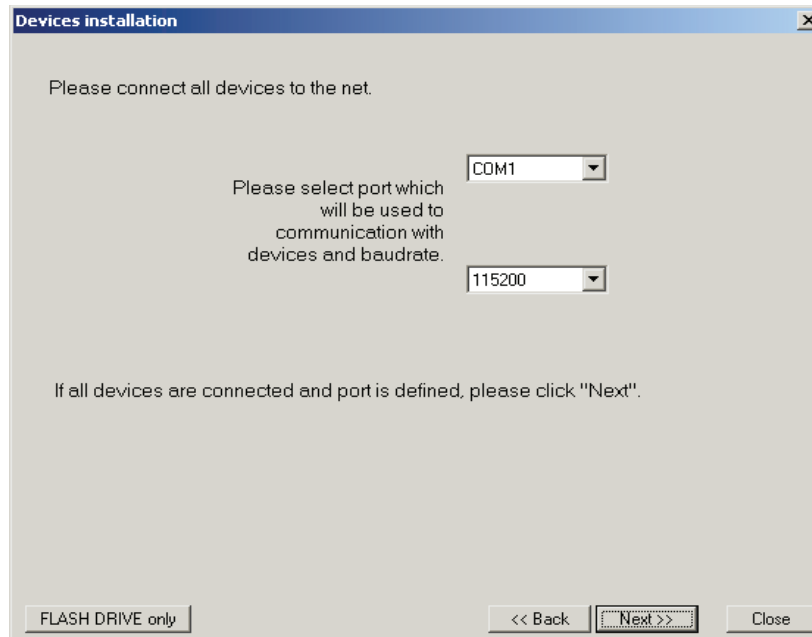 Devices installation
Please connect all devices to the net.
COM1
Please select port which
will be used to
communication with
devices and baudrate.
115200
If all devices are connected and port is defined, please click "Next".
FLASH DRIVE only
<< Back
Next >>
Close